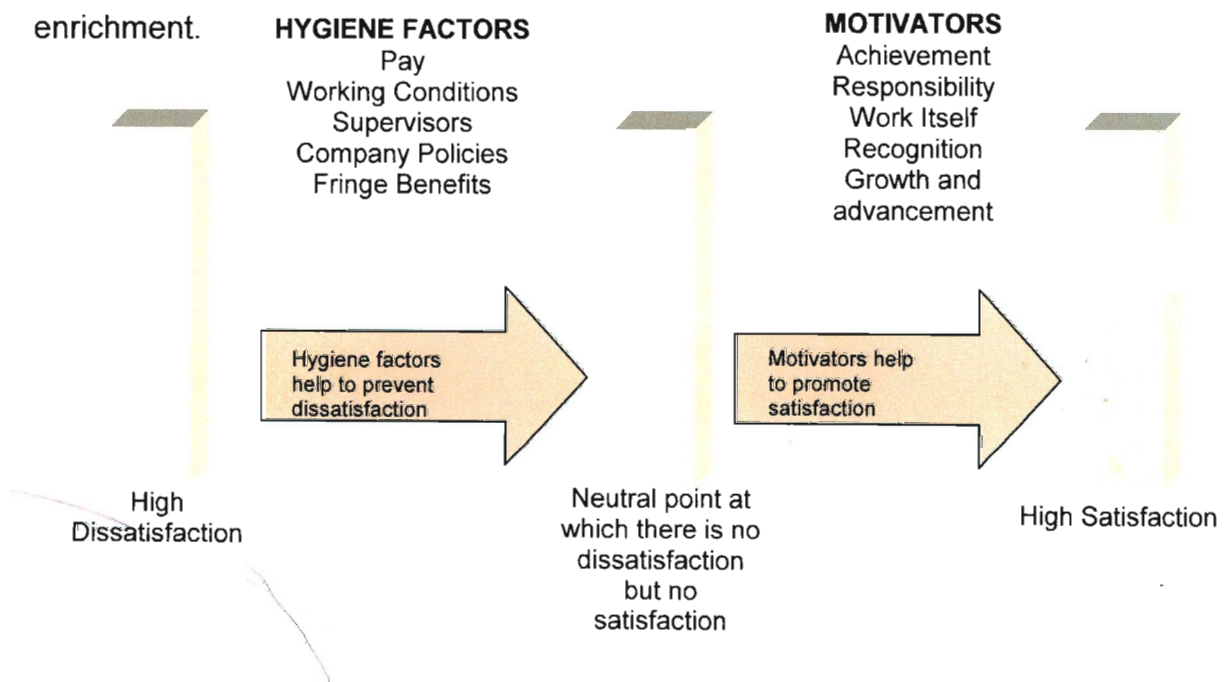 enrichment.
HYGIENE FACTORS
Pay
Working Conditions
Supervisors
Company Policies
Fringe Benefits
MOTIVATORS
Achievement
Responsibility
Work Itself
Recognition
Growth and
advancement
Hygiene factors
help to prevent
dissatisfaction
Motivators help
to promote
satisfaction
High
Dissatisfaction
Neutral point at
which there is no
dissatisfaction
but no
satisfaction
High Satisfaction